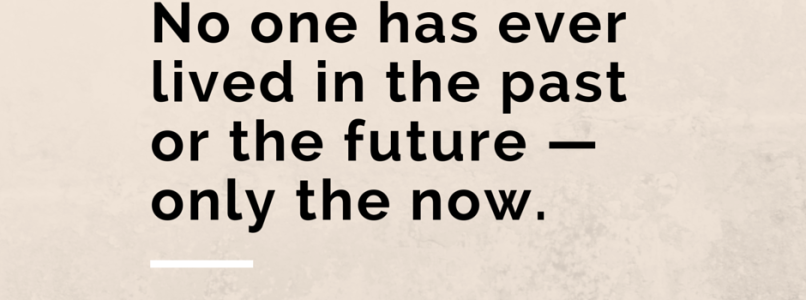 No one has ever
lived in the past
or the future —
only the now.